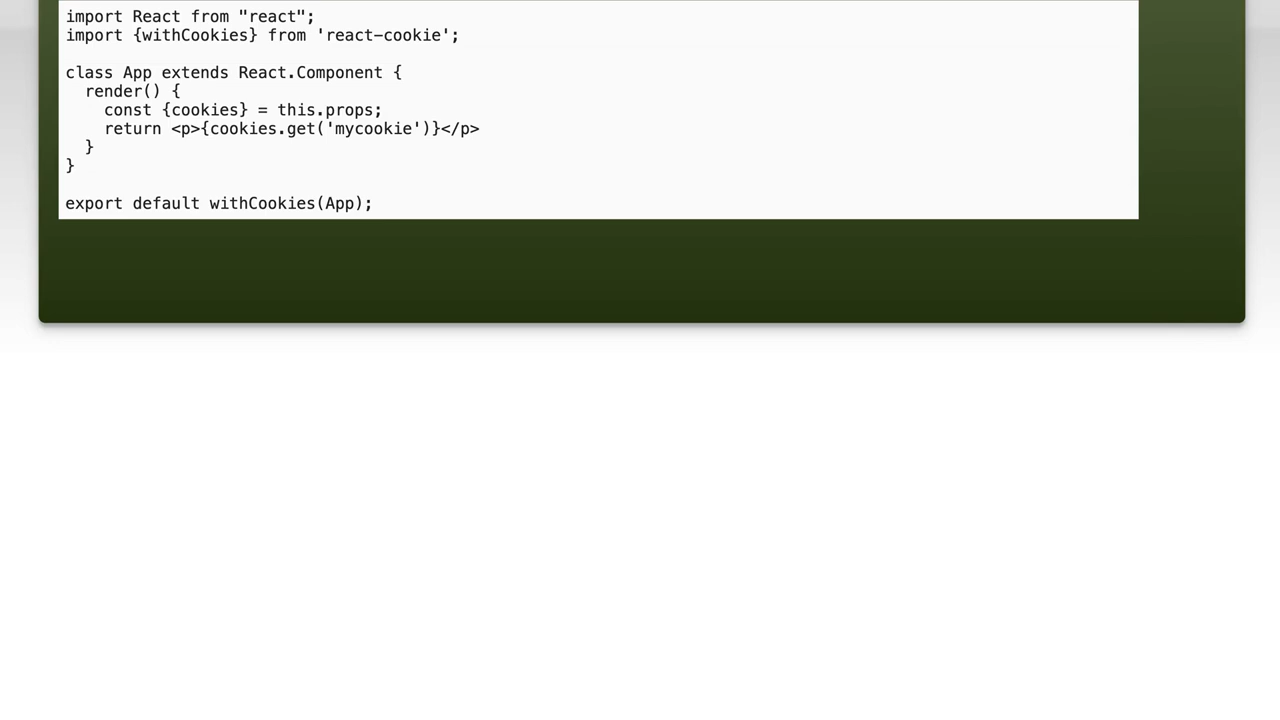 import React from "react";
import {withCookies} from 'react-cookie';
class App extends React.Component {
render() {
const {cookies} = this.props;
return <p>{cookies.get('mycookie')}</p>
}
}
export default withCookies(App);